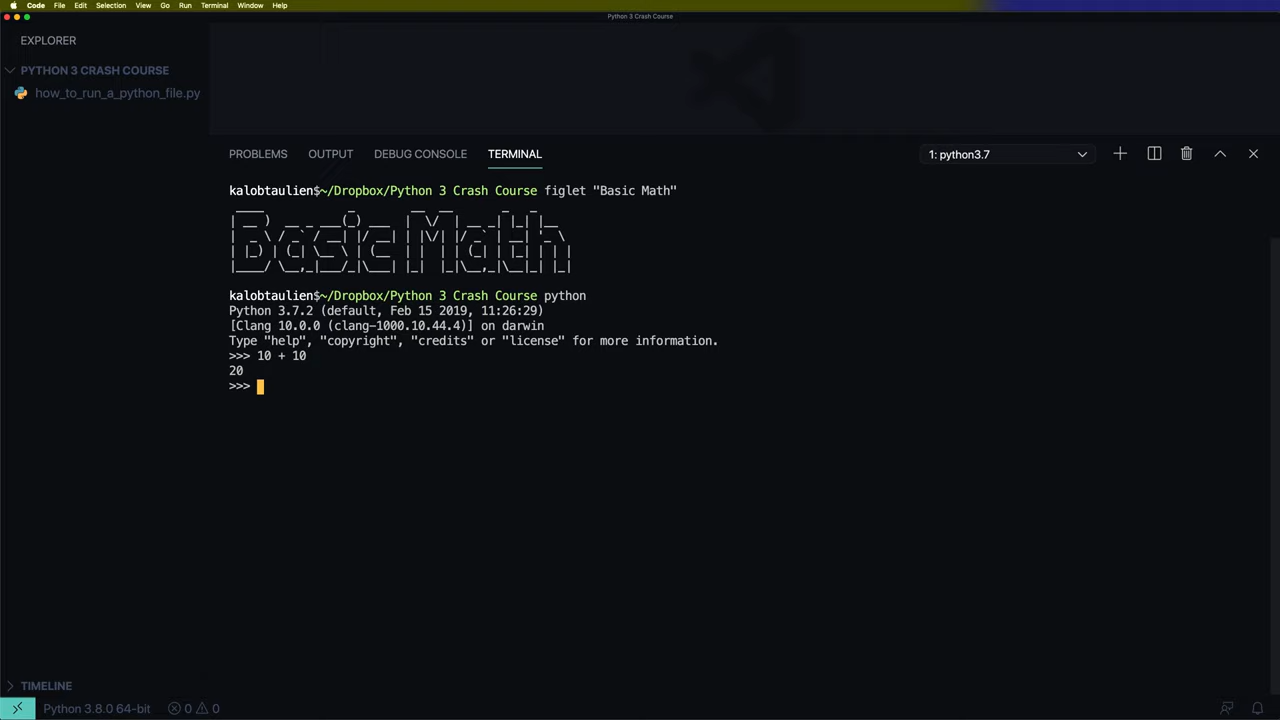 Code File Edit Selection View Go Run Terminal Window Help
Python 3 Crash Course
EXPLORER
PYTHON 3 CRASH COURSE
how_to_run_a_python_file.py
PROBLEMS OUTPUT DEBUG CONSOLE TERMINAL 1: python3.7
kalobtaulien$~/Dropbox/Python 3 Crash Course figlet "Basic Math"
Basic Math
kalobtaulien$~/Dropbox/Python 3 Crash Course python
Python 3.7.2 (default, Feb 15 2019, 11:26:29)
[Clang 10.0.0 (clang-1000.10.44.4)] on darwin
Type "help", "copyright", "credits" or "license" for more information.
>>> 10 + 10
20
>>>
TIMELINE
Python 3.8.0 64-bit 0 0